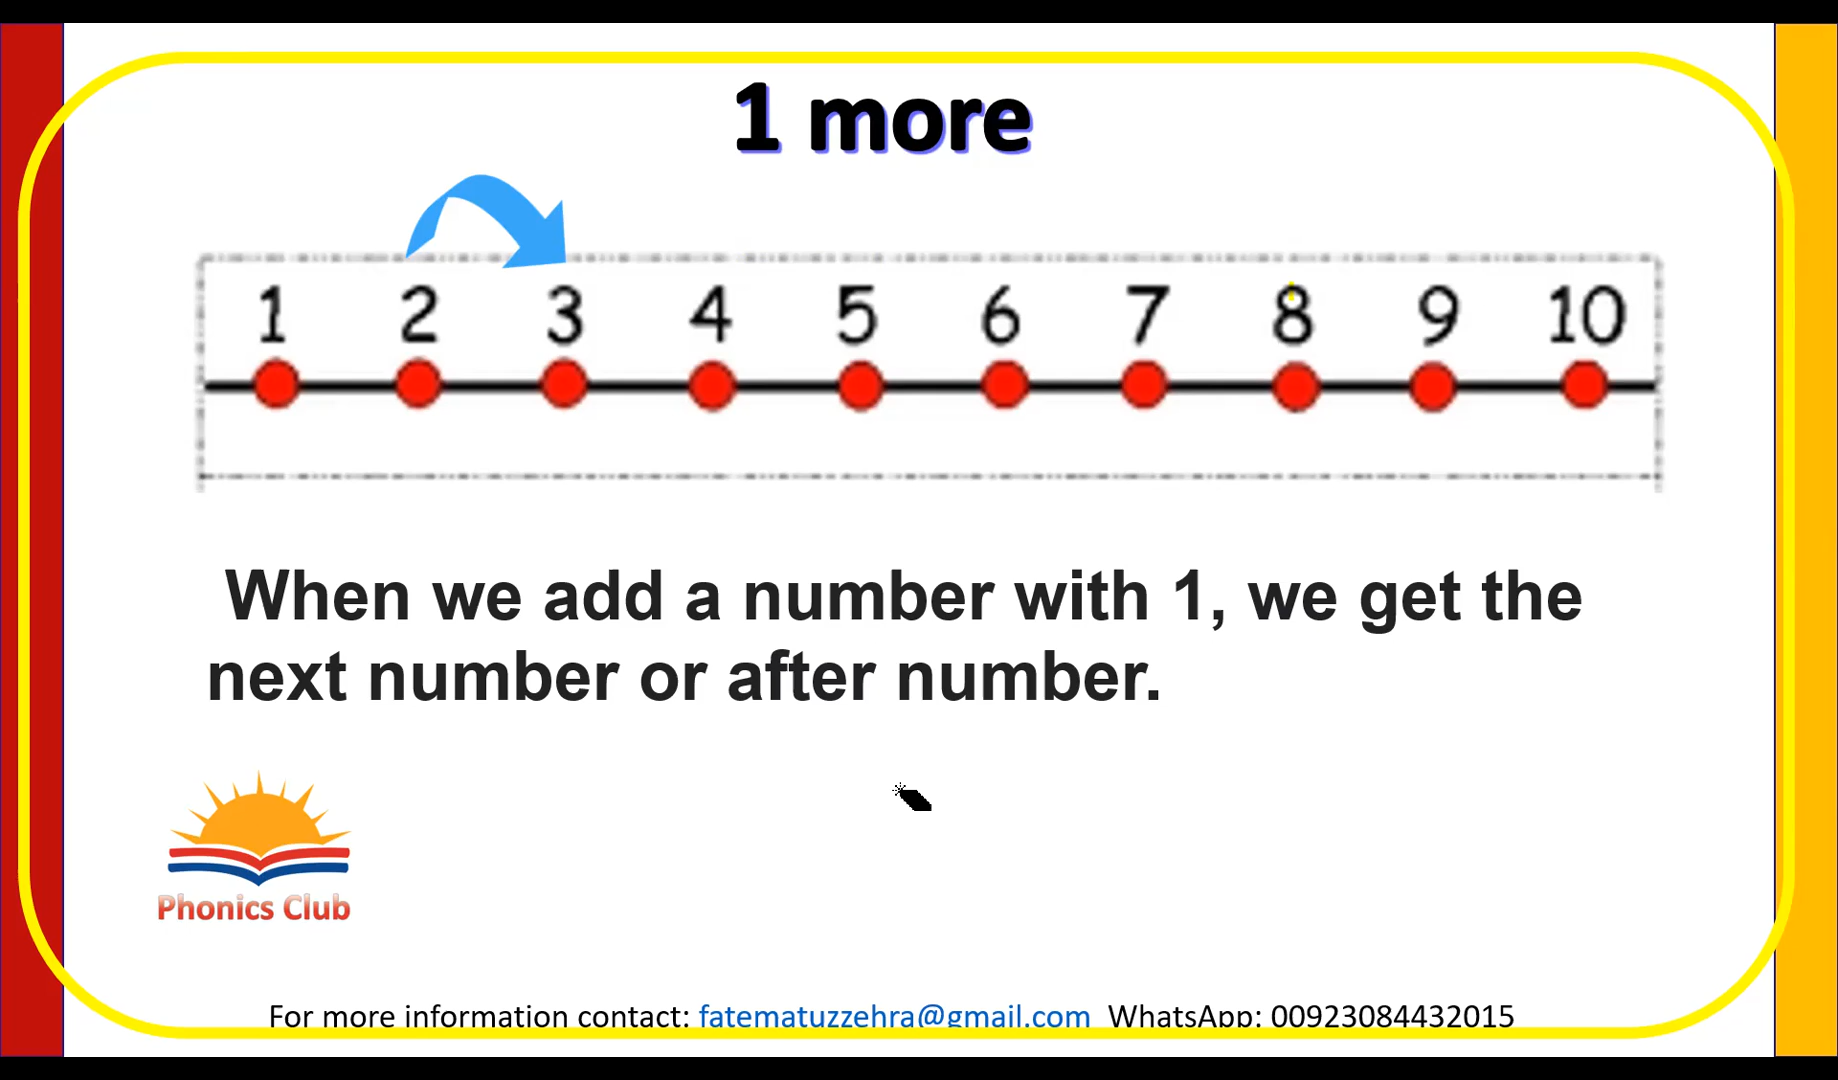 1 more
1 2 3 4 5 6 7 8 9 10
When we add a number with 1, we get the
next number or after number.
Phonics Club
For more information contact: fatematuzzehra@gmail.com WhatsApp: 00923084432015